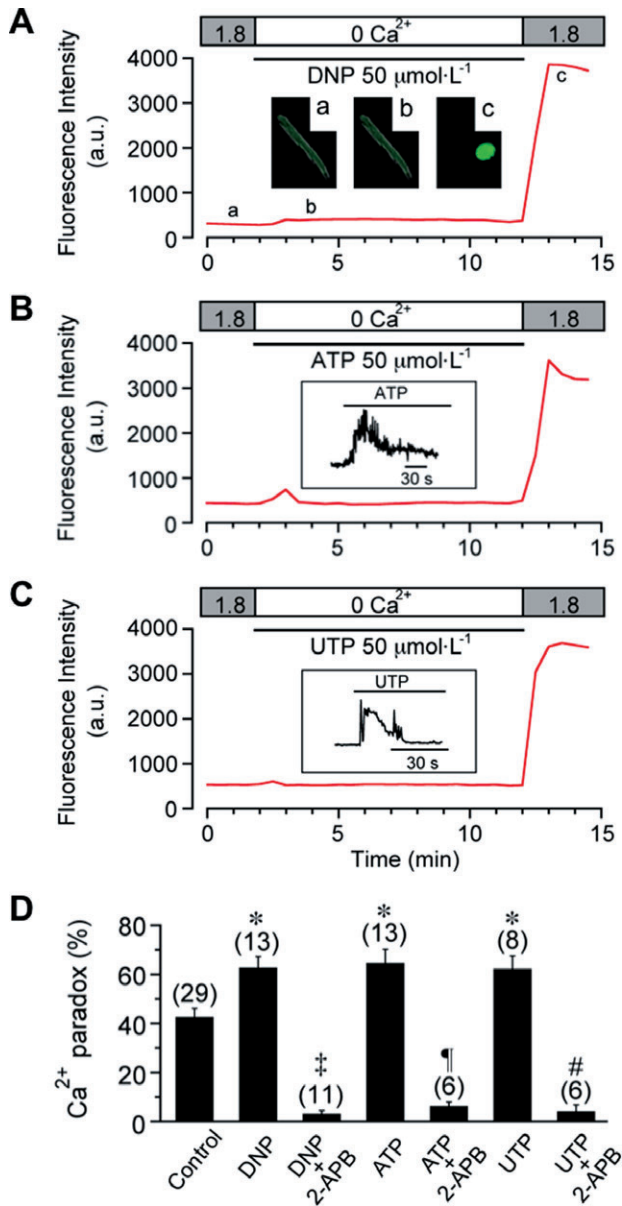 A
1.8 0 Ca²⁺ 1.8
DNP 50 μmol·L⁻¹
Fluorescence Intensity
(a.u.)
4000
3000
2000
1000
0
a b c
a b c
0 5 10 15
B
1.8 0 Ca²⁺ 1.8
ATP 50 μmol·L⁻¹
Fluorescence Intensity
(a.u.)
4000
3000
2000
1000
0
ATP
30 s
0 5 10 15
C
1.8 0 Ca²⁺ 1.8
UTP 50 μmol·L⁻¹
Fluorescence Intensity
(a.u.)
4000
3000
2000
1000
0
UTP
30 s
0 5 10 15
Time (min)
D
Ca²⁺ paradox (%)
80
60
40
20
0
* * *
(29) (13) (13) (8)
‡ ¶ #
(11) (6) (6)
Control
DNP
DNP
+
2-APB
ATP
ATP
+
2-APB
UTP
UTP
+
2-APB